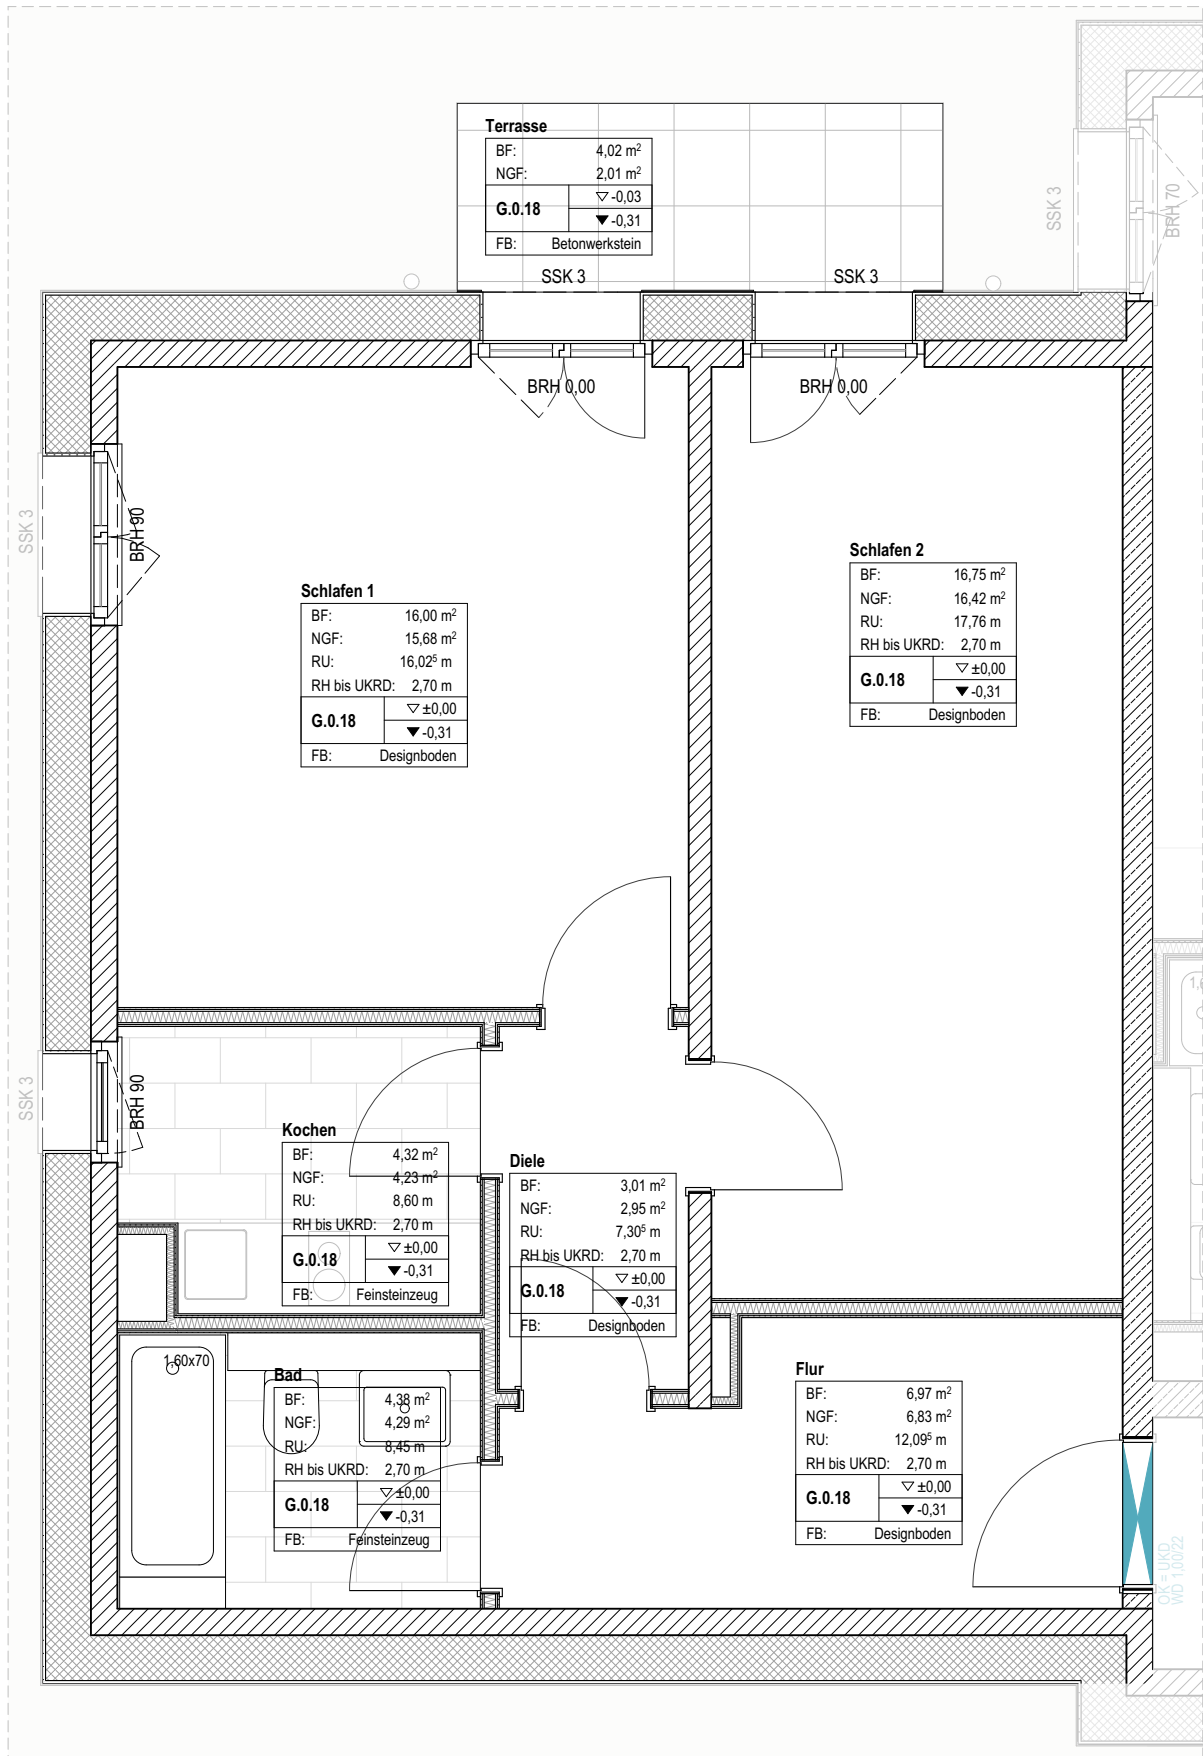 Terrasse
BF: 4,02 m²
NGF: 2,01 m²
G.0.18 ▽ -0,03
▼ -0,31
FB: Betonwerkstein
SSK 3
SSK 3
SSK 3
BRH 70
BRH 0,00
BRH 0,00
SSK 3
BRH 90
Schlafen 1
BF: 16,00 m²
NGF: 15,68 m²
RU: 16,02⁵ m
RH bis UKRD: 2,70 m
G.0.18 ▽ ±0,00
▼ -0,31
FB: Designboden
Schlafen 2
BF: 16,75 m²
NGF: 16,42 m²
RU: 17,76 m
RH bis UKRD: 2,70 m
G.0.18 ▽ ±0,00
▼ -0,31
FB: Designboden
SSK 3
BRH 90
Kochen
BF: 4,32 m²
NGF: 4,23 m²
RU: 8,60 m
RH bis UKRD: 2,70 m
G.0.18 ▽ ±0,00
▼ -0,31
FB: Feinsteinzeug
Diele
BF: 3,01 m²
NGF: 2,95 m²
RU: 7,30⁵ m
RH bis UKRD: 2,70 m
G.0.18 ▽ ±0,00
▼ -0,31
FB: Designboden
1,60x70
Bad
BF: 4,38 m²
NGF: 4,29 m²
RU: 8,45 m
RH bis UKRD: 2,70 m
G.0.18 ▽ ±0,00
▼ -0,31
FB: Feinsteinzeug
Flur
BF: 6,97 m²
NGF: 6,83 m²
RU: 12,09⁵ m
RH bis UKRD: 2,70 m
G.0.18 ▽ ±0,00
▼ -0,31
FB: Designboden
OK = UKD
WD 1,00/22